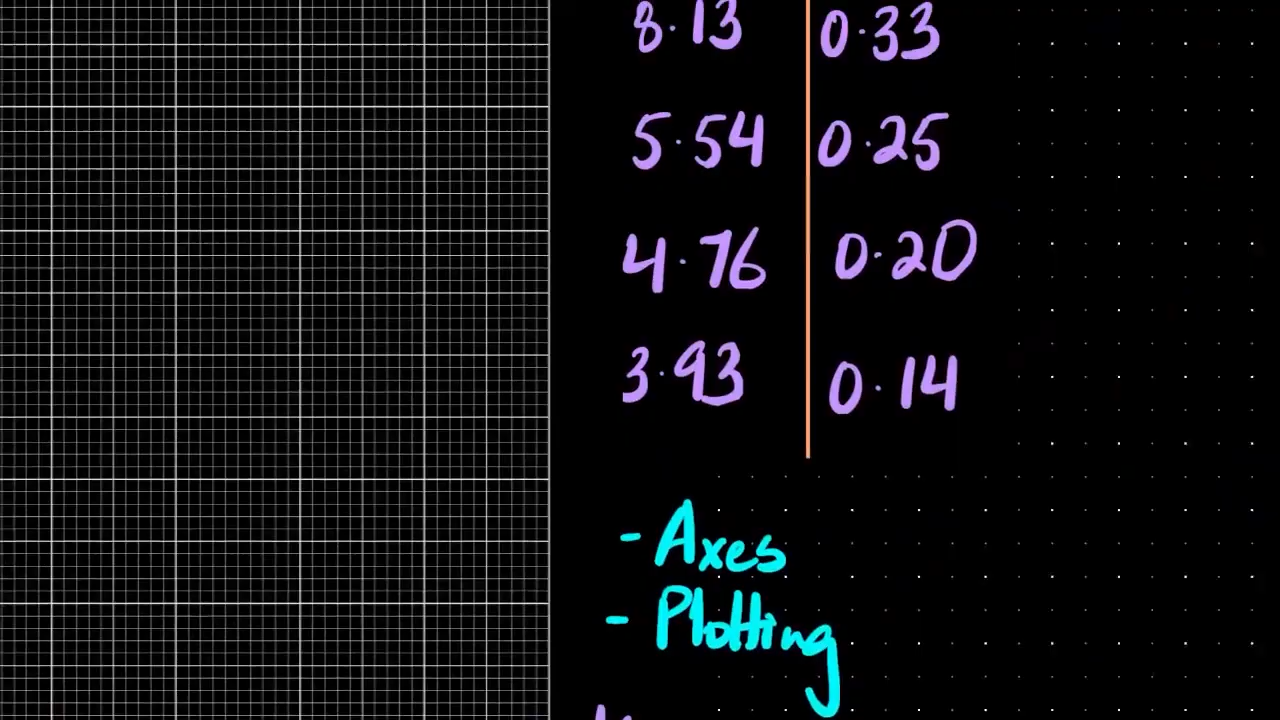 8.13 0.33
5.54 0.25
4.76 0.20
3.93 0.14
- Axes
- Plotting